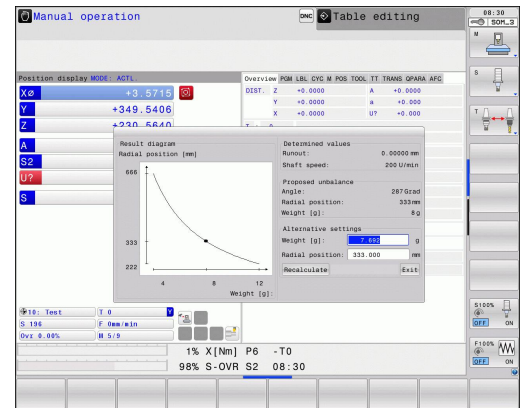 Manual operation
DNC
Table editing
08:30
Position display MODE: ACTL.
Overview PGM LBL CYC M POS TOOL TT TRANS QPARA AFC
XØ +3.5715
Y +349.5406
Z +230.5640
A
S2
U?
S
DIST. Z +0.0000 A +0.0000
Y +0.0000 a +0.000
X +0.0000 U? +0.000
M
S
T
Result diagram
Radial position [mm]
666
333
222
4 8 12
Weight [g]:
Determined values
Runout: 0.00000 mm
Shaft speed: 200 U/min
Proposed unbalance
Angle: 287 Grad
Radial position: 333 mm
Weight [g]: 8 g
Alternative settings
Weight [g]: 7.692 g
Radial position: 333.000 mm
Recalculate Exit
10: Test T 0 Y
S 196 F 0mm/min
Ovr 0.00% M 5/9
1% X[Nm] P6 -T0
98% S-OVR S2 08:30
S100%
OFF ON
F100%
OFF ON